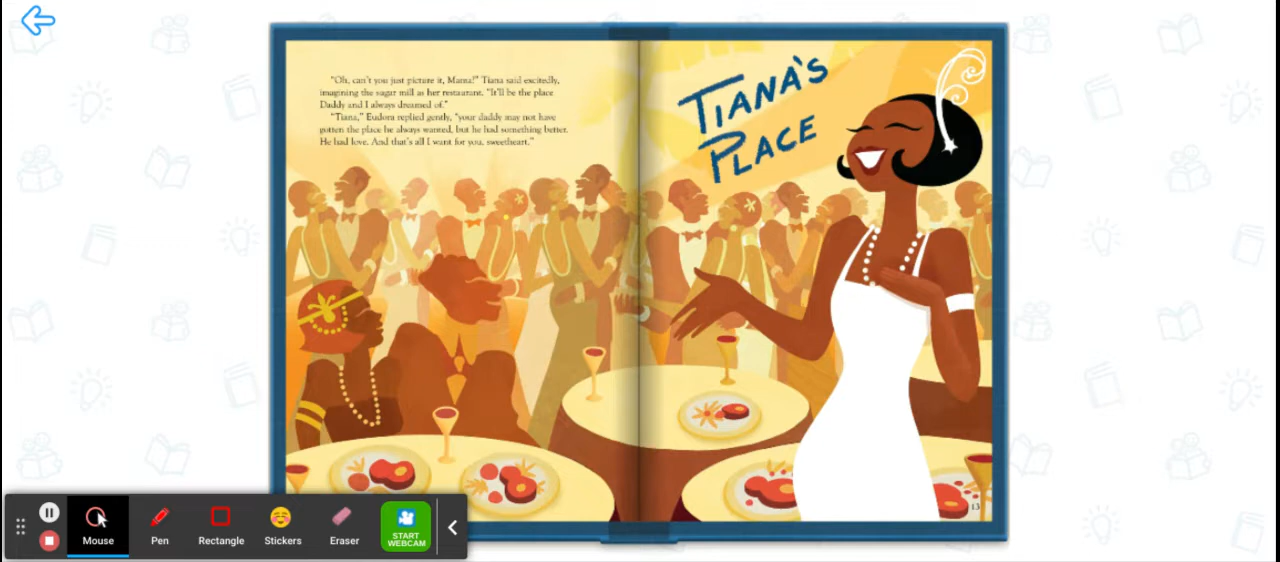 "Oh, can't you just picture it, Mama!" Tiana said excitedly,
imagining the sugar mill as her restaurant. "It'll be the place
Daddy and I always dreamed of."
"Tiana," Eudora replied gently, "your daddy may not have
gotten the place he always wanted, but he had something better.
He had love. And that's all I want for you, sweetheart."
TIANA'S
PLACE
13
Mouse
Pen
Rectangle
Stickers
Eraser
START
WEBCAM